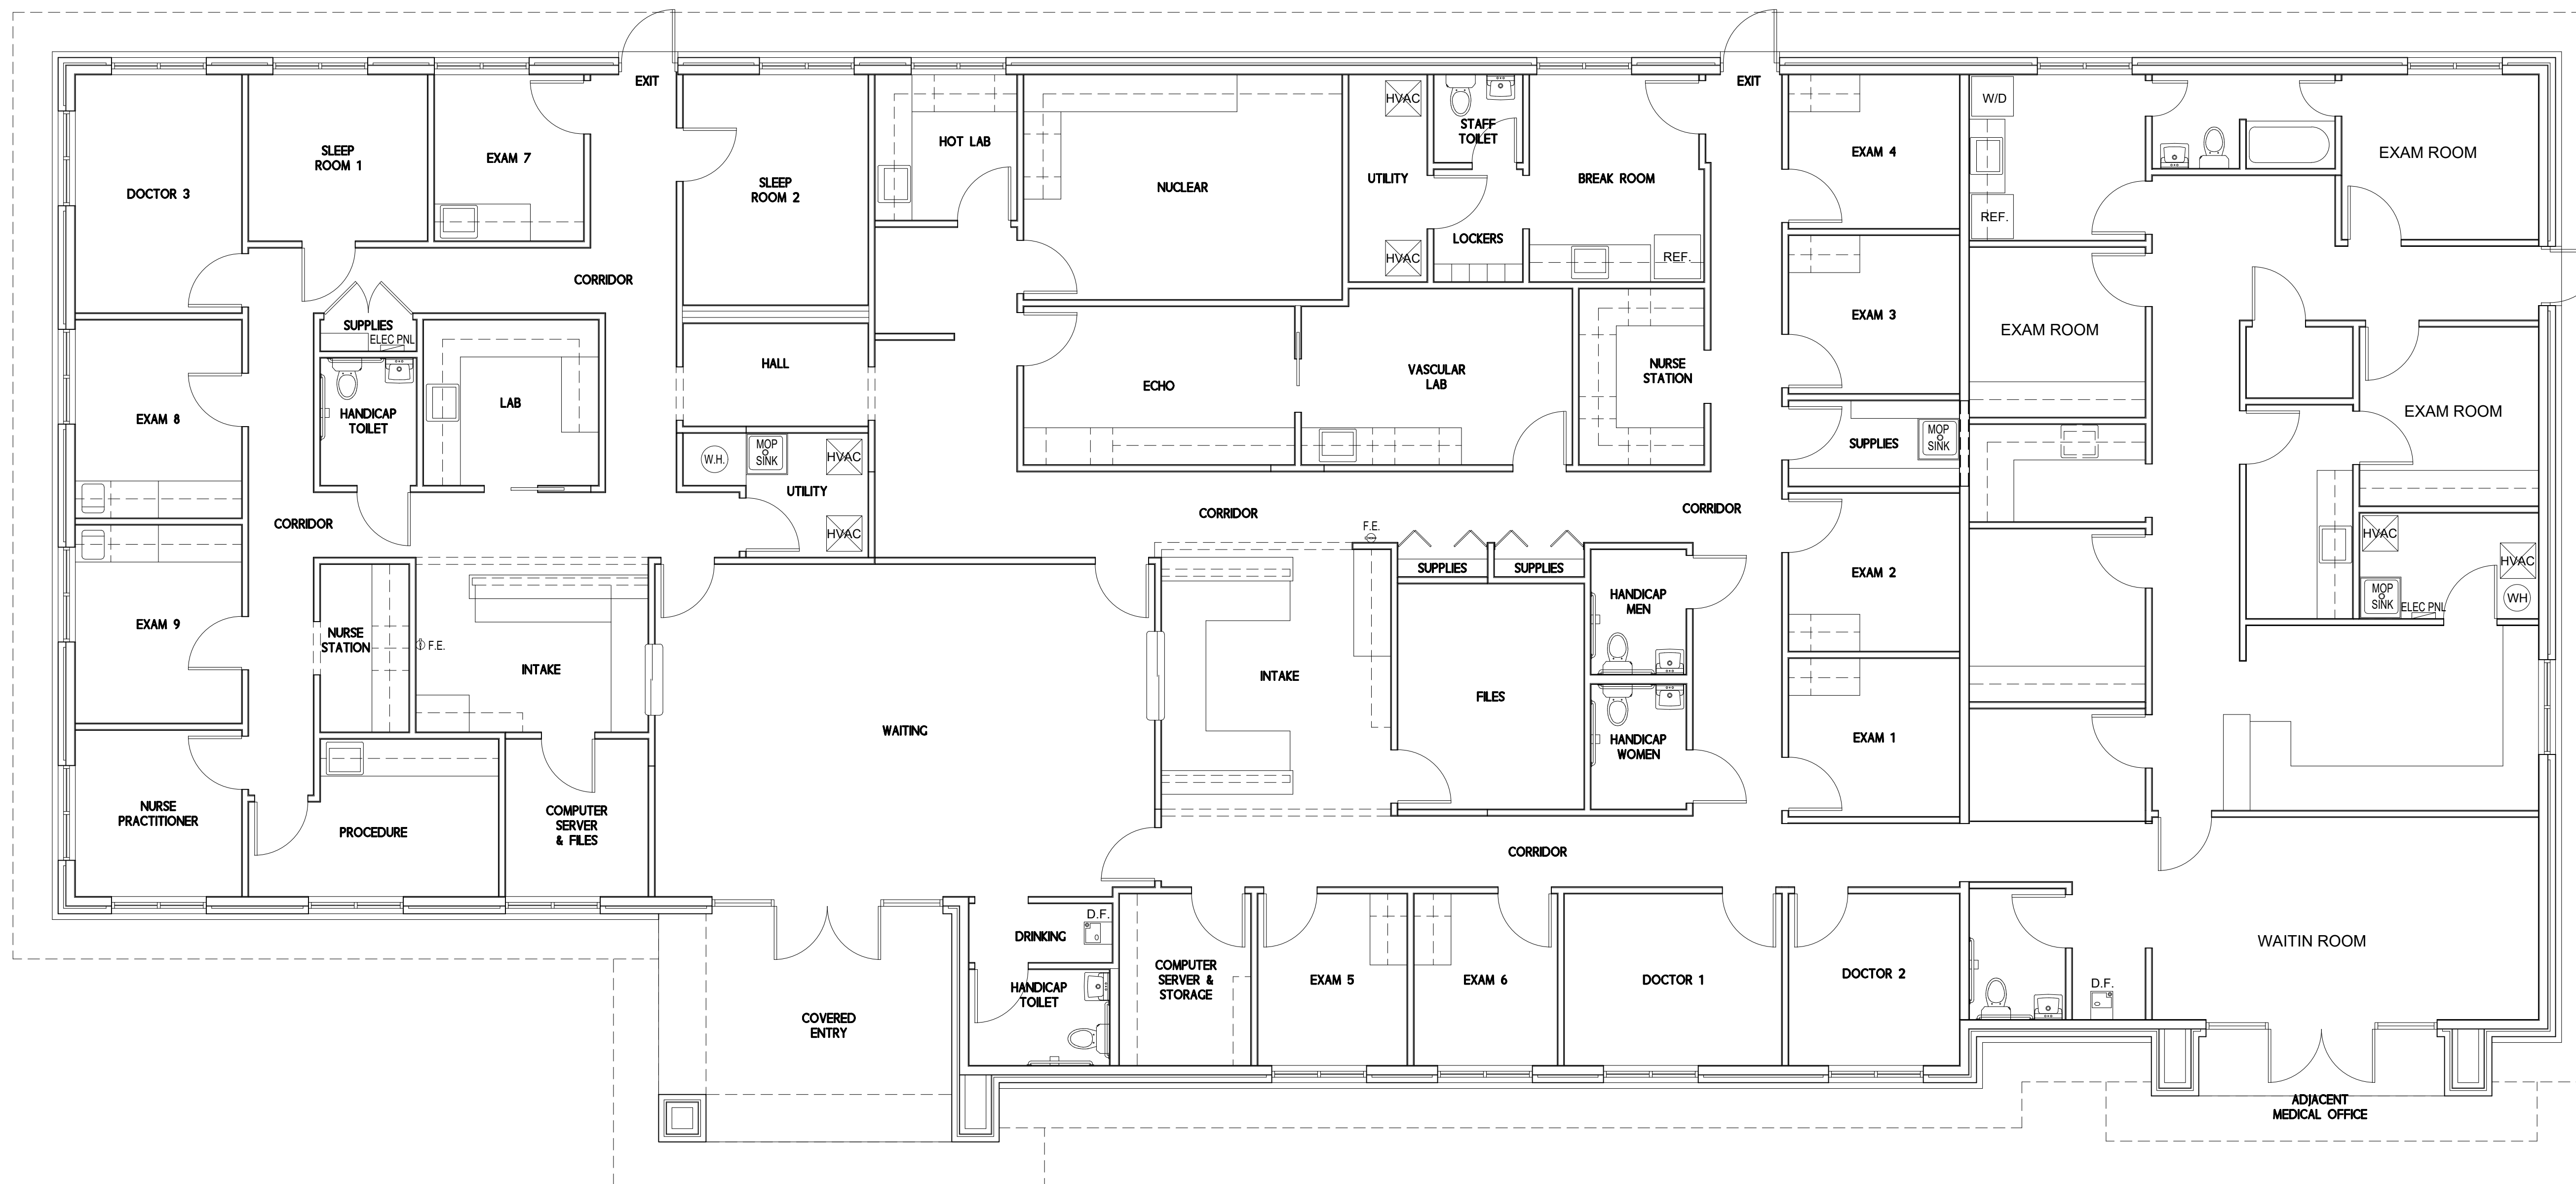 EXIT
EXIT
DOCTOR 3
SLEEP
ROOM 1
EXAM 7
SLEEP
ROOM 2
HOT LAB
NUCLEAR
HVAC
UTILITY
HVAC
STAFF
TOILET
LOCKERS
BREAK ROOM
REF.
EXAM 4
W/D
REF.
EXAM ROOM
CORRIDOR
SUPPLIES
ELEC PNL
HANDICAP
TOILET
LAB
HALL
ECHO
VASCULAR
LAB
NURSE
STATION
EXAM 3
EXAM ROOM
EXAM ROOM
EXAM 8
W.H.
MOP
SINK
HVAC
UTILITY
HVAC
SUPPLIES
MOP
SINK
CORRIDOR
CORRIDOR
CORRIDOR
F.E.
SUPPLIES
SUPPLIES
EXAM 2
HVAC
HVAC
MOP
SINK
ELEC PNL
WH
EXAM 9
NURSE
STATION
F.E.
INTAKE
WAITING
INTAKE
FILES
HANDICAP
MEN
HANDICAP
WOMEN
EXAM 1
NURSE
PRACTITIONER
PROCEDURE
COMPUTER
SERVER
& FILES
CORRIDOR
D.F.
DRINKING
HANDICAP
TOILET
COMPUTER
SERVER &
STORAGE
EXAM 5
EXAM 6
DOCTOR 1
DOCTOR 2
D.F.
WAITIN ROOM
COVERED
ENTRY
ADJACENT
MEDICAL OFFICE